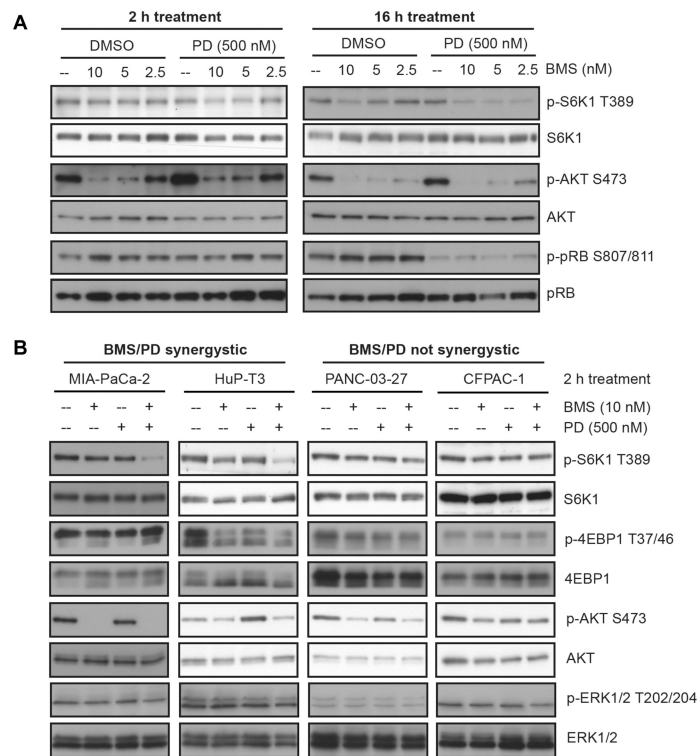 A
2 h treatment 16 h treatment
DMSO PD (500 nM) DMSO PD (500 nM)
-- 10 5 2.5 -- 10 5 2.5 -- 10 5 2.5 -- 10 5 2.5 BMS (nM)
p-S6K1 T389
S6K1
p-AKT S473
AKT
p-pRB S807/811
pRB
B
BMS/PD synergystic BMS/PD not synergystic
MIA-PaCa-2 HuP-T3 PANC-03-27 CFPAC-1 2 h treatment
-- + -- + -- + -- + -- + -- + -- + -- + BMS (10 nM)
-- -- + + -- -- + + -- -- + + -- -- + + PD (500 nM)
p-S6K1 T389
S6K1
p-4EBP1 T37/46
4EBP1
p-AKT S473
AKT
p-ERK1/2 T202/204
ERK1/2